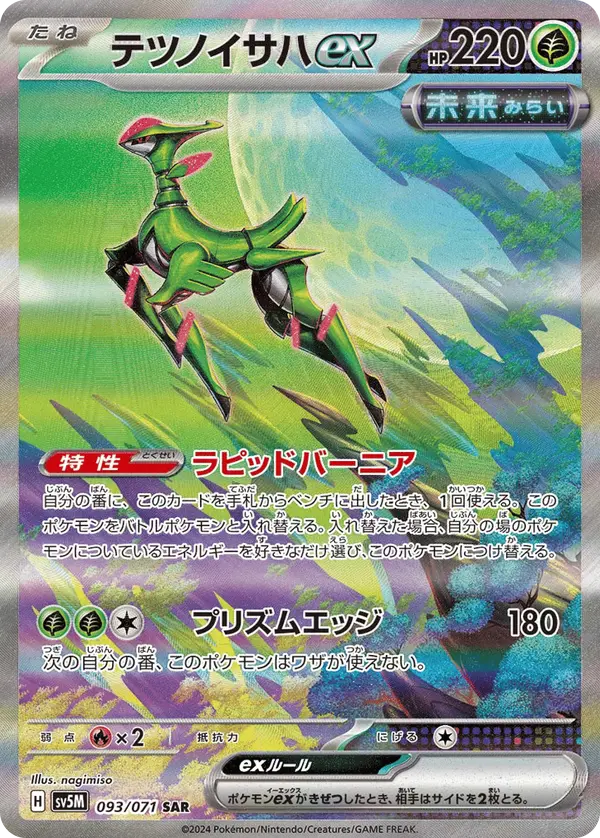 たね テツノイサハex HP220
未来 みらい
特性 とくせい ラピッドバーニア
自分の番に、このカードを手札からベンチに出したとき、1回使える。この
ポケモンをバトルポケモンと入れ替える。入れ替えた場合、自分の場のポケ
モンについているエネルギーを好きなだけ選び、このポケモンにつけ替える。
プリズムエッジ 180
次の自分の番、このポケモンはワザが使えない。
弱点 ×2 抵抗力 にげる
Illus. nagimiso
exルール
ポケモンexがきぜつしたとき、相手はサイドを2枚とる。
H sv5M 093/071 SAR
©2024 Pokémon/Nintendo/Creatures/GAME FREAK.